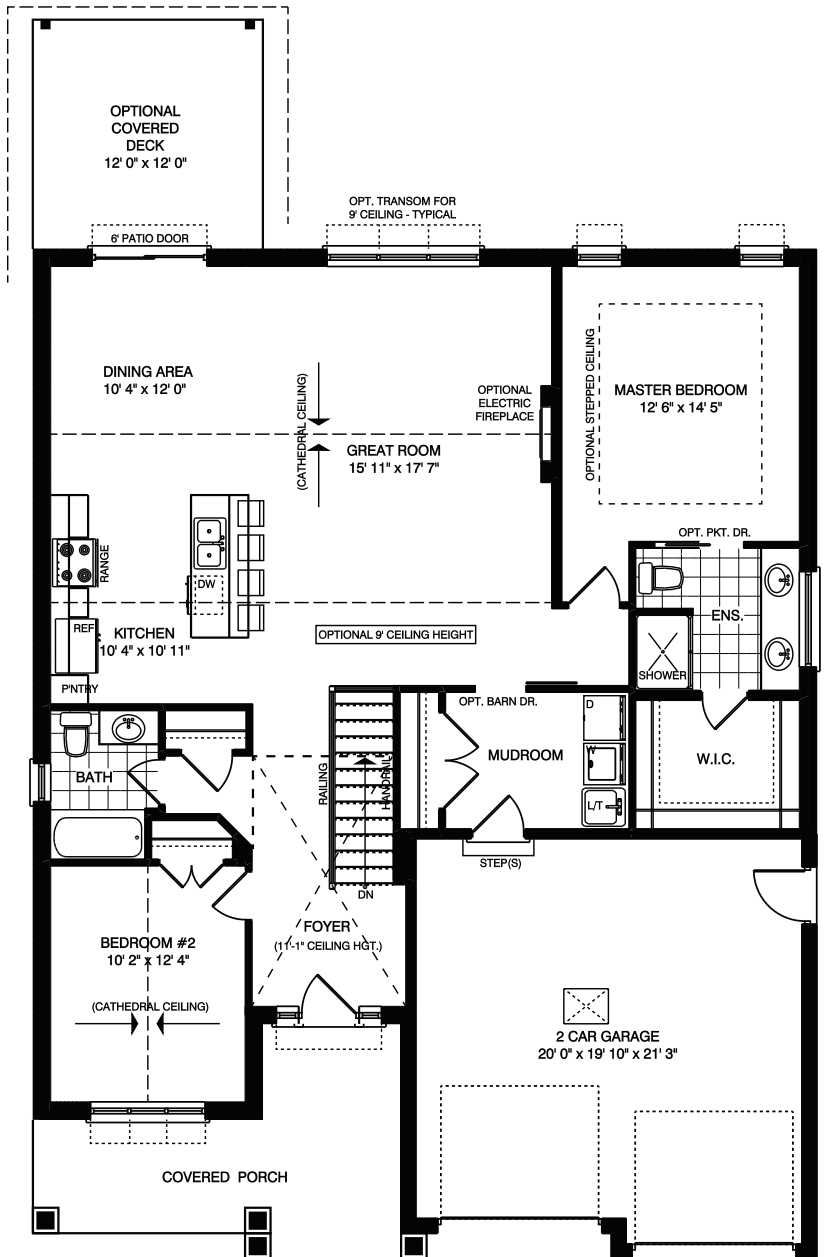 OPTIONAL
COVERED
DECK
12' 0" x 12' 0"
OPT. TRANSOM FOR
9' CEILING - TYPICAL
6' PATIO DOOR
DINING AREA
10' 4" x 12' 0"
(CATHEDRAL CEILING)
OPTIONAL
ELECTRIC
FIREPLACE
GREAT ROOM
15' 11" x 17' 7"
OPTIONAL STEPPED CEILING
MASTER BEDROOM
12' 6" x 14' 5"
OPT. PKT. DR.
RANGE
DW
ENS.
REF
KITCHEN
10' 4" x 10' 11"
OPTIONAL 9' CEILING HEIGHT
SHOWER
P'NTRY
OPT. BARN DR.
D
W
L/T
MUDROOM
W.I.C.
BATH
RAILING
HANDRAIL
STEP(S)
DN
FOYER
(11'-1" CEILING HGT.)
BEDROOM #2
10' 2" x 12' 4"
(CATHEDRAL CEILING)
2 CAR GARAGE
20' 0" x 19' 10" x 21' 3"
COVERED PORCH